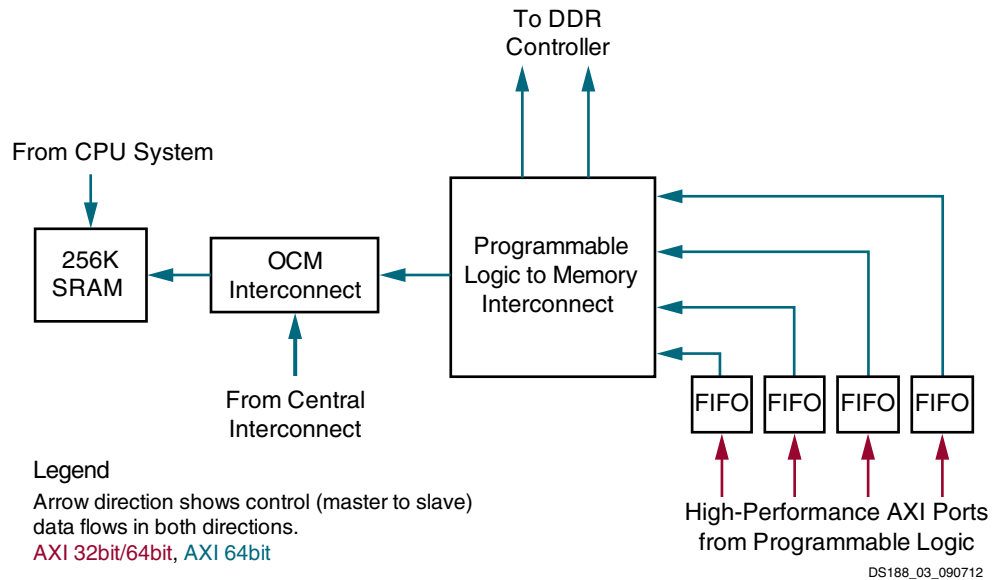 To DDR
Controller
From CPU System
256K
SRAM
OCM
Interconnect
Programmable
Logic to Memory
Interconnect
From Central
Interconnect
FIFO FIFO FIFO FIFO
High-Performance AXI Ports
from Programmable Logic
Legend
Arrow direction shows control (master to slave)
data flows in both directions.
AXI 32bit/64bit, AXI 64bit
DS188_03_090712